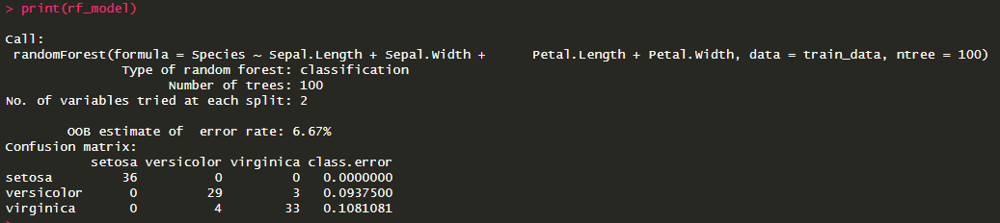 > print(rf_model)
Call:
randomForest(formula = Species ~ Sepal.Length + Sepal.Width +      Petal.Length + Petal.Width, data = train_data, ntree = 100)
Type of random forest: classification
Number of trees: 100
No. of variables tried at each split: 2
OOB estimate of  error rate: 6.67%
Confusion matrix:
setosa versicolor virginica class.error
setosa 36 0 0 0.0000000
versicolor 0 29 3 0.0937500
virginica 0 4 33 0.1081081
>